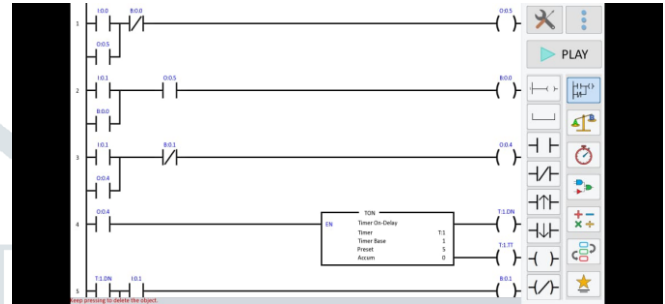 I:0.0 B:0.0 O:0.5
1
O:0.5
PLAY
I:0.1 O:0.5 B:0.0
2
B:0.0
I:0.1 B:0.1 O:0.4
3
O:0.4
O:0.4 TON T:1.DN
4 EN Timer On-Delay
Timer T:1
Timer Base 1 T:1.TT
Preset 5
Accum 0
T:1.DN I:0.1 B:0.1
5
Keep pressing to delete the object.